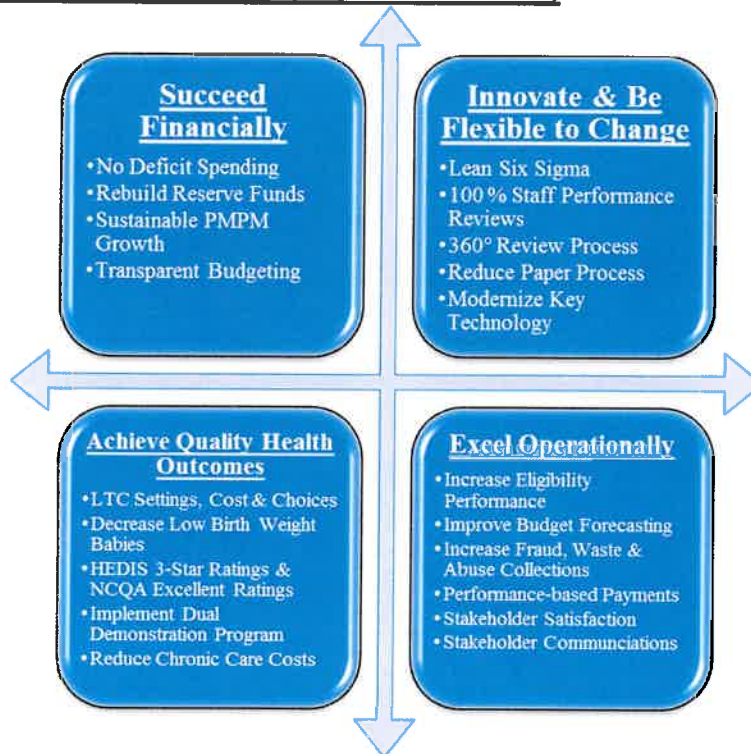 Succeed
Financially
•No Deficit Spending
•Rebuild Reserve Funds
•Sustainable PMPM
Growth
•Transparent Budgeting
Innovate & Be
Flexible to Change
•Lean Six Sigma
•100 % Staff Performance
Reviews
•360° Review Process
•Reduce Paper Process
•Modernize Key
Technology
Achieve Quality Health
Outcomes
•LTC Settings, Cost & Choices
•Decrease Low Birth Weight
Babies
•HEDIS 3-Star Ratings &
NCQA Excellent Ratings
•Implement Dual
Demonstration Program
•Reduce Chronic Care Costs
Excel Operationally
•Increase Eligibility
Performance
•Improve Budget Forecasting
•Increase Fraud, Waste &
Abuse Collections
•Performance-based Payments
•Stakeholder Satisfaction
•Stakeholder Communciations